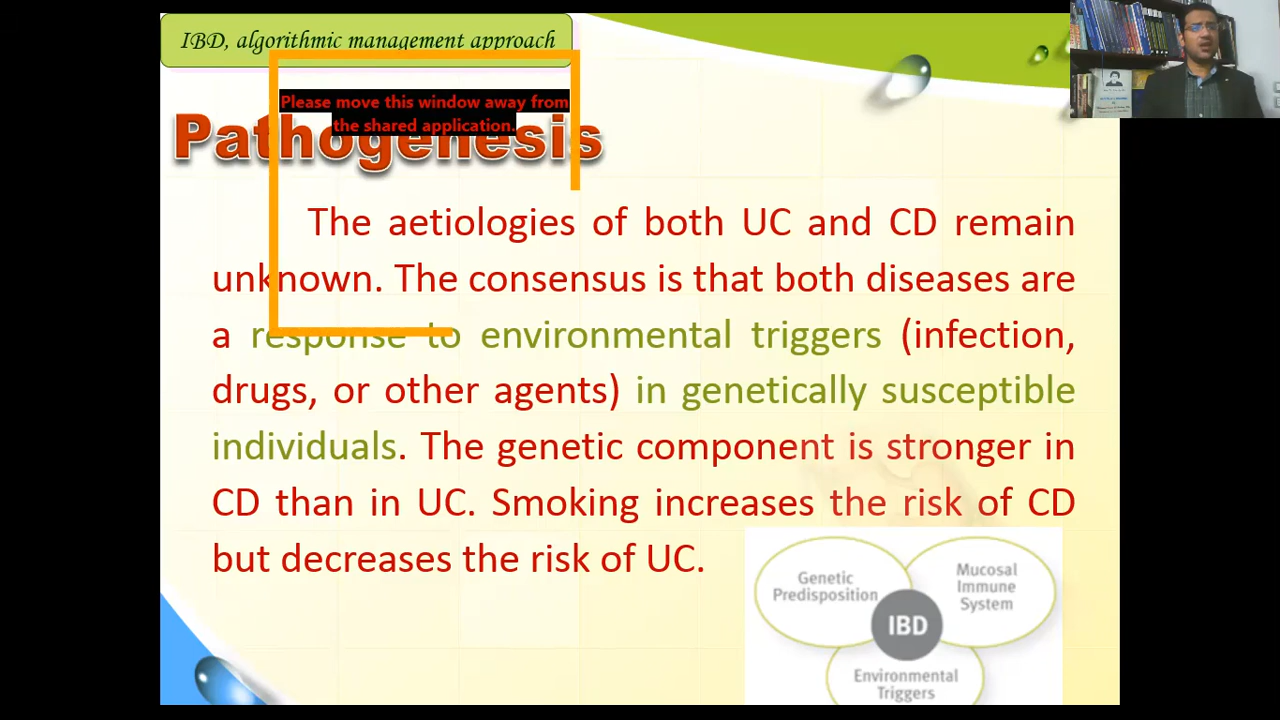 IBD, algorithmic management approach
Please move this window away from
the shared application.
Pathogenesis
The aetiologies of both UC and CD remain
unknown. The consensus is that both diseases are
a response to environmental triggers (infection,
drugs, or other agents) in genetically susceptible
individuals. The genetic component is stronger in
CD than in UC. Smoking increases the risk of CD
but decreases the risk of UC.
Genetic
Predisposition
Mucosal
Immune
System
IBD
Environmental
Triggers